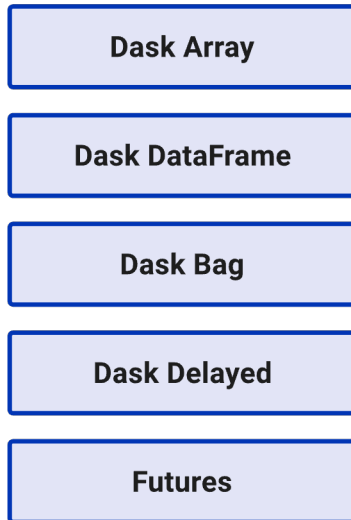 Dask Array
Dask DataFrame
Dask Bag
Dask Delayed
Futures